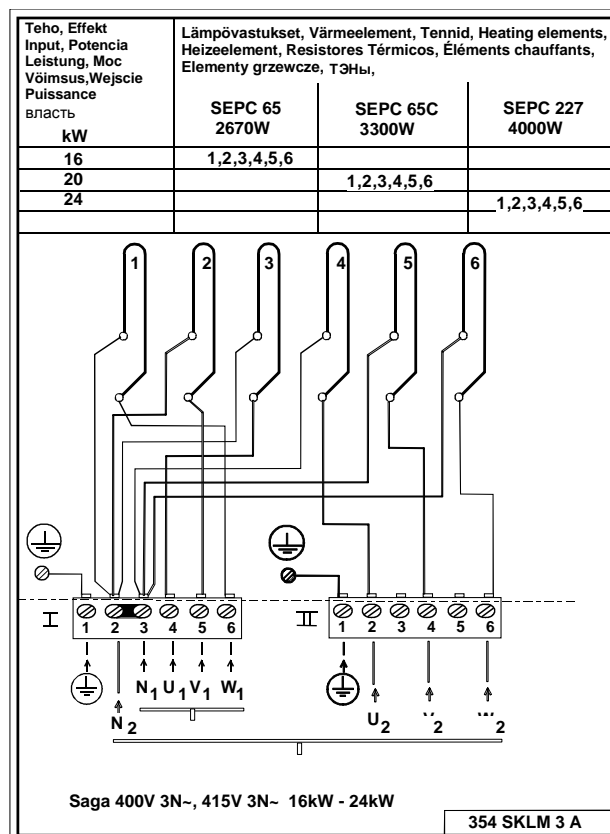 Teho, Effekt
Input, Potencia
Leistung, Moc
Vöimsus,Wejscie
Puissance
власть
kW
Lämpövastukset, Värmeelement, Tennid, Heating elements,
Heizeelement, Resistores Térmicos, Éléments chauffants,
Elementy grzewcze, ТЭНы,
SEPC 65
2670W
SEPC 65C
3300W
SEPC 227
4000W
16 1,2,3,4,5,6
20 1,2,3,4,5,6
24 1,2,3,4,5,6
1 2 3 4 5 6
I
1 2 3 4 5 6
II
1 2 3 4 5 6
N1 U1 V1 W1
N2
U2 V2 W2
Saga 400V 3N~, 415V 3N~ 16kW - 24kW
354 SKLM 3 A